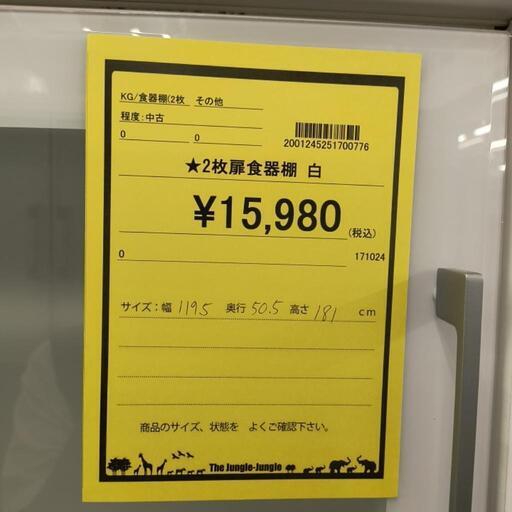 KG/食器棚(2枚 その他
程度:中古
0 0
2001245251700776
★2枚扉食器棚 白
¥15,980
(税込)
0 171024
サイズ:幅 119.5 奥行 50.5 高さ 181 cm
商品のサイズ、状態を よくご確認下さい。
The Jungle-Jungle